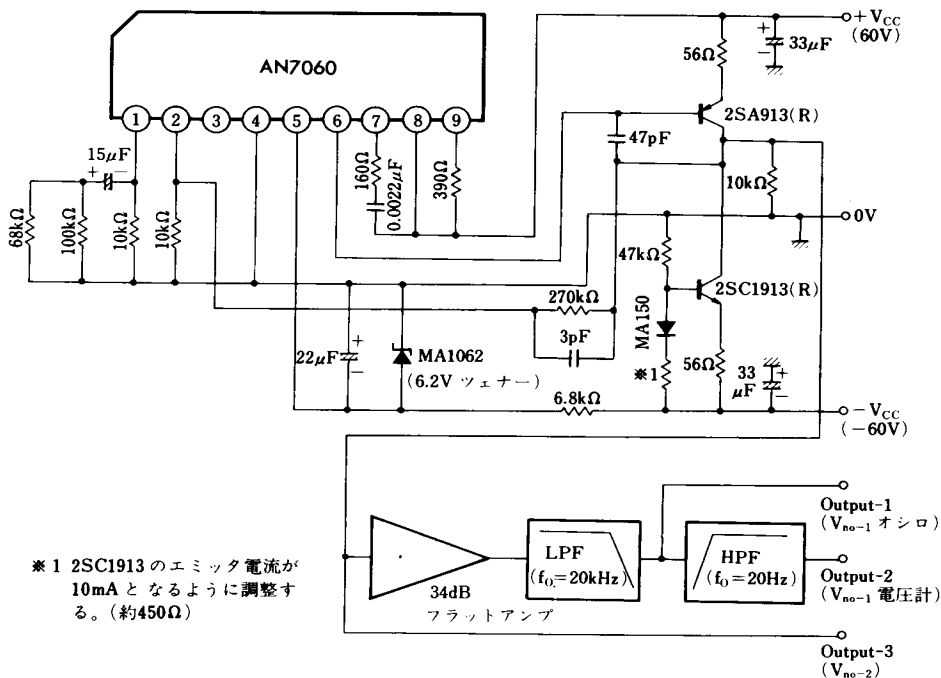 AN7060
1
2
3
4
5
6
7
8
9
+VCC
(60V)
33μF
+
−
56Ω
2SA913(R)
47pF
10kΩ
0V
15μF
+ −
68kΩ
100kΩ
10kΩ
10kΩ
160Ω
0.0022μF
390Ω
47kΩ
2SC1913(R)
MA150
※1
56Ω
33
μF
+
−
270kΩ
3pF
22μF
+
−
MA1062
(6.2V ツェナー)
6.8kΩ
−VCC
(−60V)
※1 2SC1913のエミッタ電流が
10mAとなるように調整す
る。(約450Ω)
34dB
フラットアンプ
LPF
(fO=20kHz)
HPF
(fO=20Hz)
Output-1
(Vno−1 オシロ)
Output-2
(Vno−1 電圧計)
Output-3
(Vno−2)